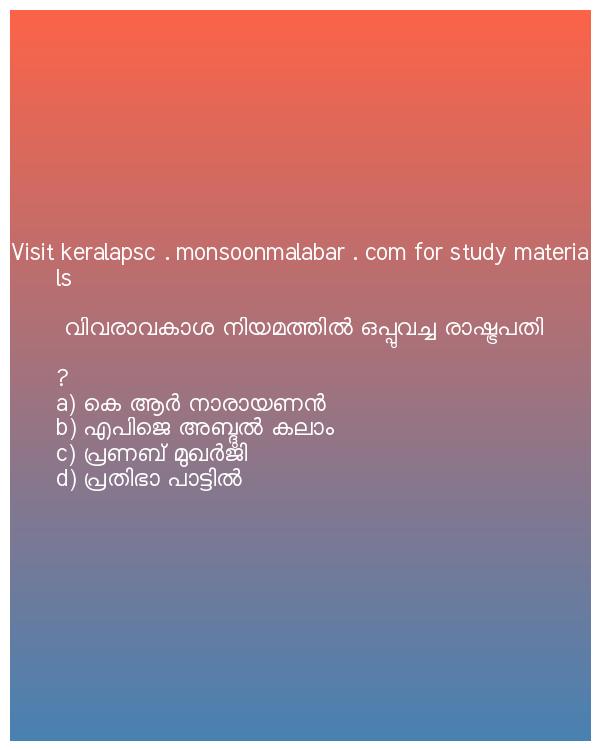 Visit keralapsc . monsoonmalabar . com for study materia
ls
വിവരാവകാശ നിയമത്തിൽ ഒപ്പുവച്ച രാഷ്ട്രപതി
?
a) കെ ആർ നാരായണൻ
b) എപിജെ അബ്ദുൽ കലാം
c) പ്രണബ് മുഖർജി
d) പ്രതിഭാ പാട്ടിൽ